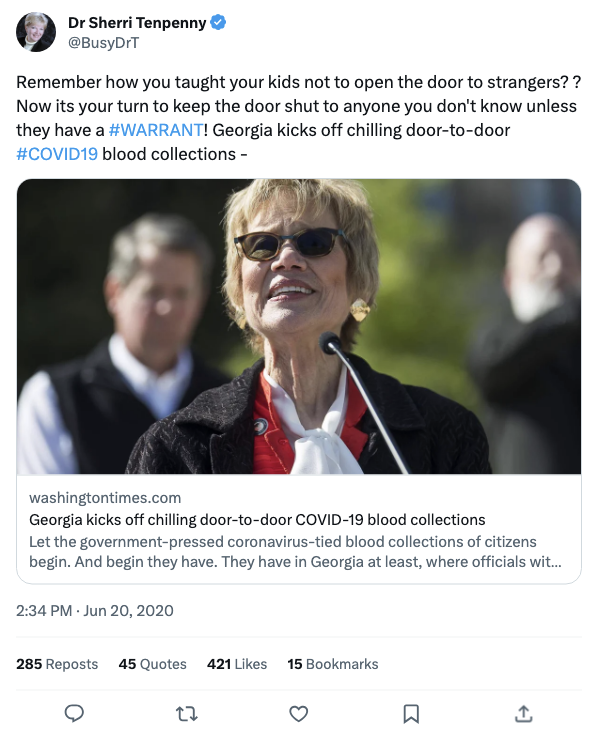 Dr Sherri Tenpenny
@BusyDrT
Remember how you taught your kids not to open the door to strangers? ?
Now its your turn to keep the door shut to anyone you don't know unless
they have a #WARRANT! Georgia kicks off chilling door-to-door
#COVID19 blood collections -
washingtontimes.com
Georgia kicks off chilling door-to-door COVID-19 blood collections
Let the government-pressed coronavirus-tied blood collections of citizens
begin. And begin they have. They have in Georgia at least, where officials wit...
2:34 PM · Jun 20, 2020
285 Reposts 45 Quotes 421 Likes 15 Bookmarks